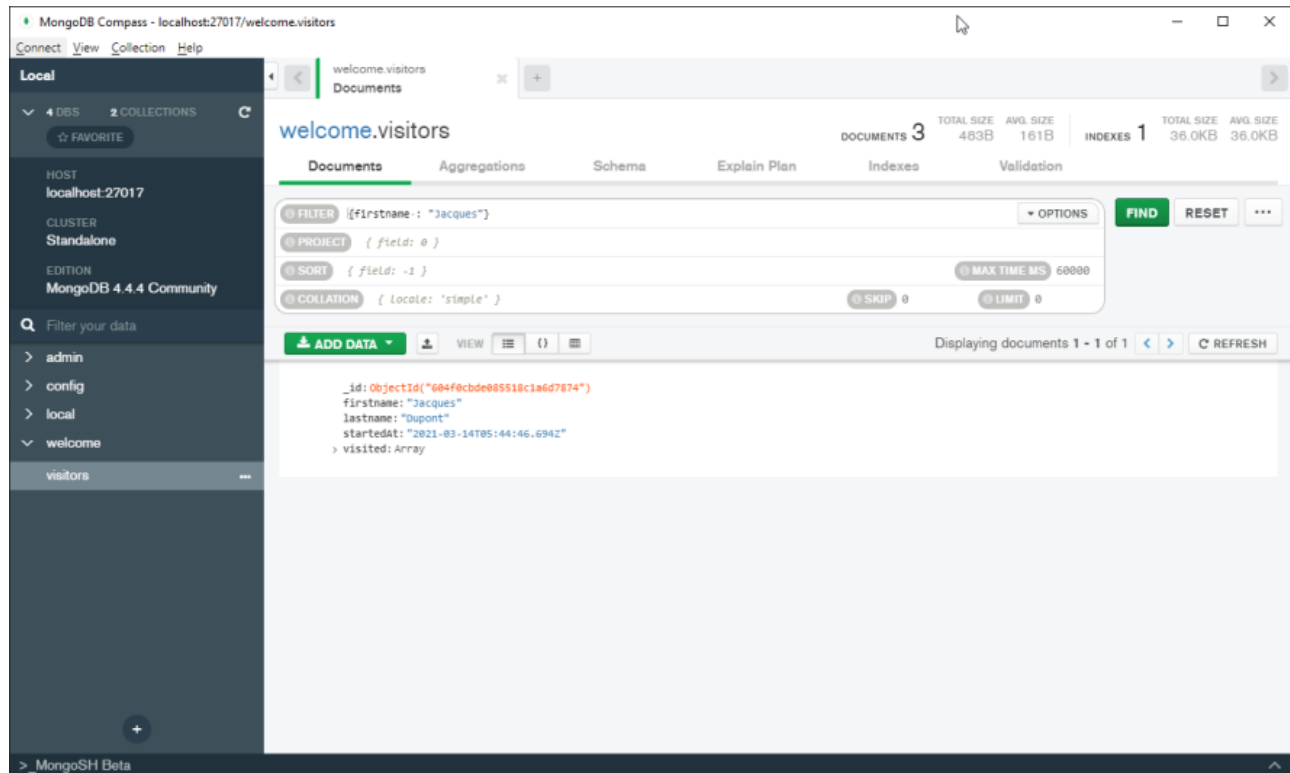 MongoDB Compass - localhost:27017/welcome.visitors
Connect View Collection Help
Local
4 DBS 2 COLLECTIONS
☆ FAVORITE
HOST
localhost:27017
CLUSTER
Standalone
EDITION
MongoDB 4.4.4 Community
Filter your data
admin
config
local
welcome
visitors
>_MongoSH Beta
welcome.visitors
Documents
welcome.visitors
DOCUMENTS 3 TOTAL SIZE 483B AVG. SIZE 161B INDEXES 1 TOTAL SIZE 36.0KB AVG. SIZE 36.0KB
Documents Aggregations Schema Explain Plan Indexes Validation
FILTER {firstname : "Jacques"} OPTIONS FIND RESET ...
PROJECT { field: 0 }
SORT { field: -1 } MAX TIME MS 60000
COLLATION { locale: 'simple' } SKIP 0 LIMIT 0
ADD DATA VIEW {} Displaying documents 1 - 1 of 1 < > REFRESH
_id: ObjectId("604f0cbde085518c1a6d7874")
firstname: "Jacques"
lastname: "Dupont"
startedAt: "2021-03-14T05:44:46.694Z"
> visited: Array